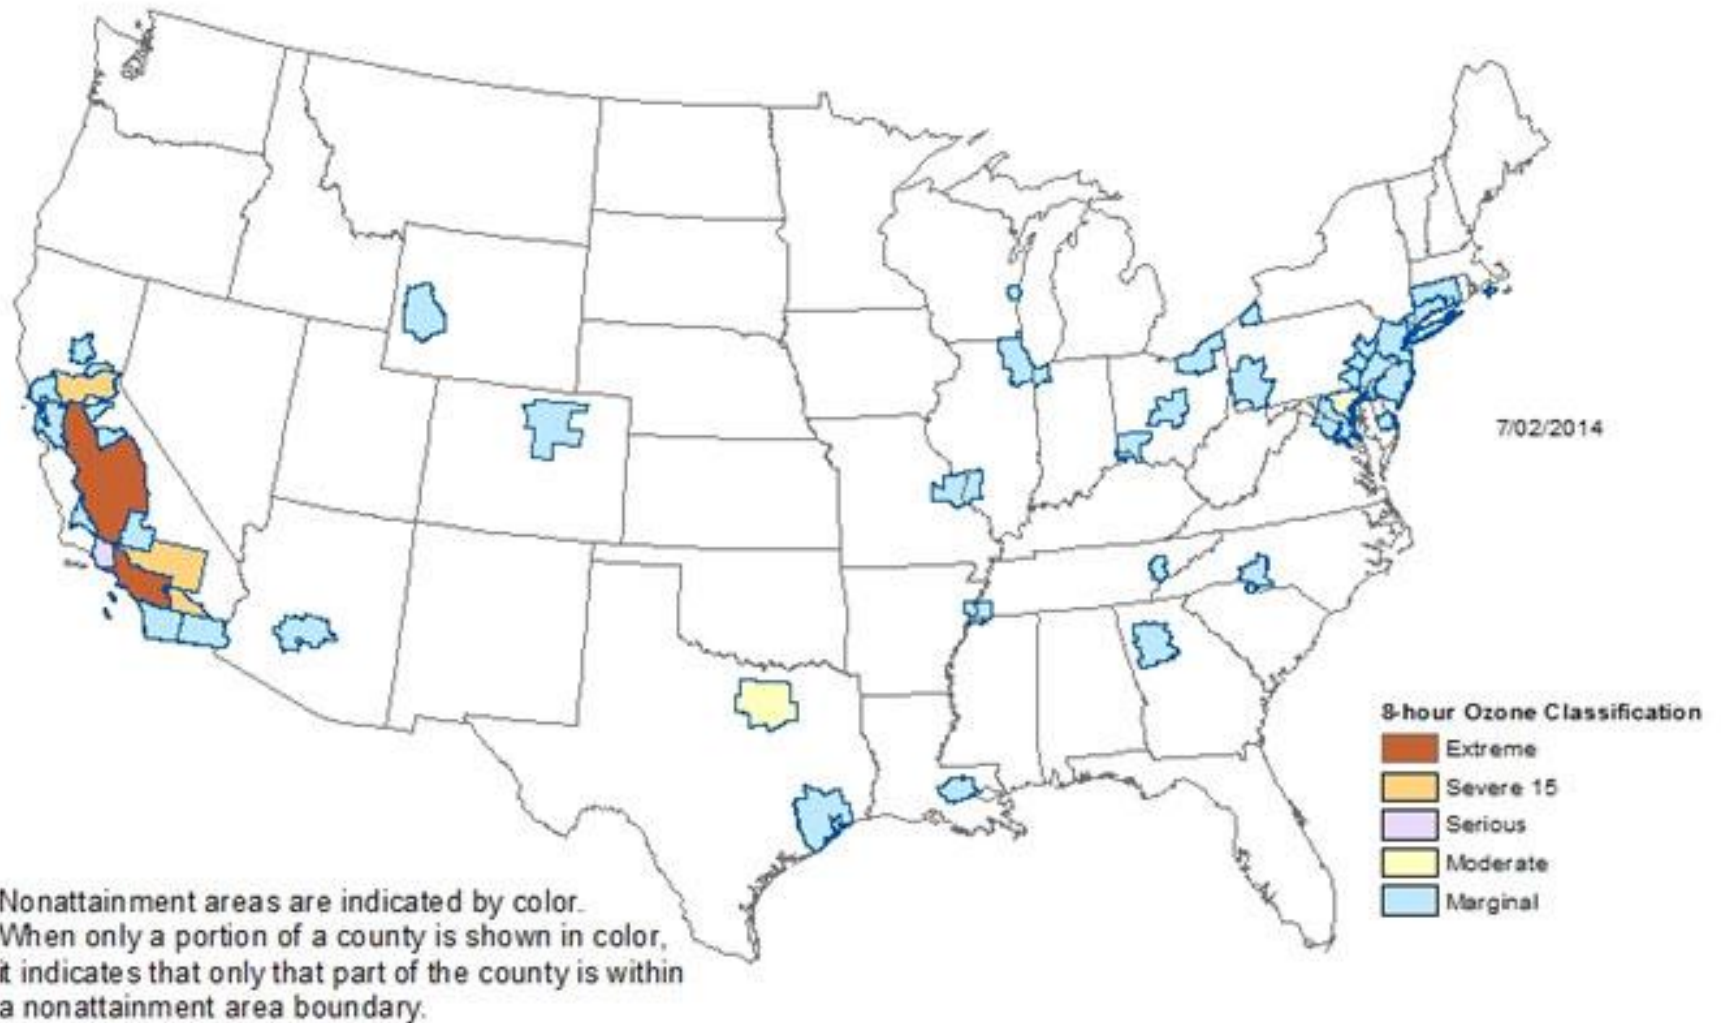 7/02/2014
8-hour Ozone Classification
Extreme
Severe 15
Serious
Moderate
Marginal
Nonattainment areas are indicated by color.
When only a portion of a county is shown in color,
it indicates that only that part of the county is within
a nonattainment area boundary.